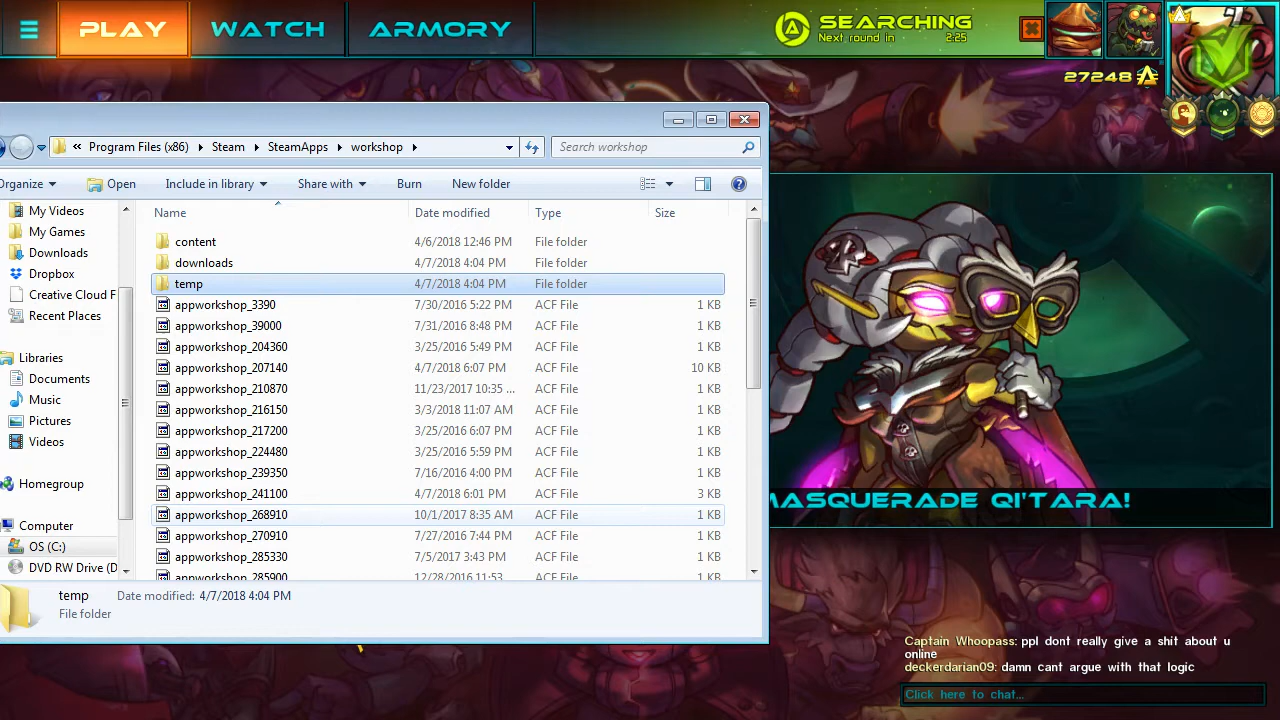 PLAY
WATCH
ARMORY
SEARCHING
Next round in 2:25
27248
« Program Files (x86) Steam SteamApps workshop
Search workshop
Organize Open Include in library Share with Burn New folder
Name Date modified Type Size
My Videos
My Games
Downloads
Dropbox
Creative Cloud F
Recent Places
Libraries
Documents
Music
Pictures
Videos
Homegroup
Computer
OS (C:)
DVD RW Drive (D
content 4/6/2018 12:46 PM File folder
downloads 4/7/2018 4:04 PM File folder
temp 4/7/2018 4:04 PM File folder
appworkshop_3390 7/30/2016 5:22 PM ACF File 1 KB
appworkshop_39000 7/31/2016 8:48 PM ACF File 1 KB
appworkshop_204360 3/25/2016 5:49 PM ACF File 1 KB
appworkshop_207140 4/7/2018 6:07 PM ACF File 10 KB
appworkshop_210870 11/23/2017 10:35 ... ACF File 1 KB
appworkshop_216150 3/3/2018 11:07 AM ACF File 1 KB
appworkshop_217200 3/25/2016 6:07 PM ACF File 1 KB
appworkshop_224480 3/25/2016 5:59 PM ACF File 1 KB
appworkshop_239350 7/16/2016 4:00 PM ACF File 1 KB
appworkshop_241100 4/7/2018 6:01 PM ACF File 3 KB
appworkshop_268910 10/1/2017 8:35 AM ACF File 1 KB
appworkshop_270910 7/27/2016 7:44 PM ACF File 1 KB
appworkshop_285330 7/5/2017 3:43 PM ACF File 1 KB
appworkshop_285900 12/28/2016 11:53 ACF File 1 KB
temp Date modified: 4/7/2018 4:04 PM
File folder
MASQUERADE QI'TARA!
Captain Whoopass: ppl dont really give a shit about u
online
deckerdarian09: damn cant argue with that logic
Click here to chat...